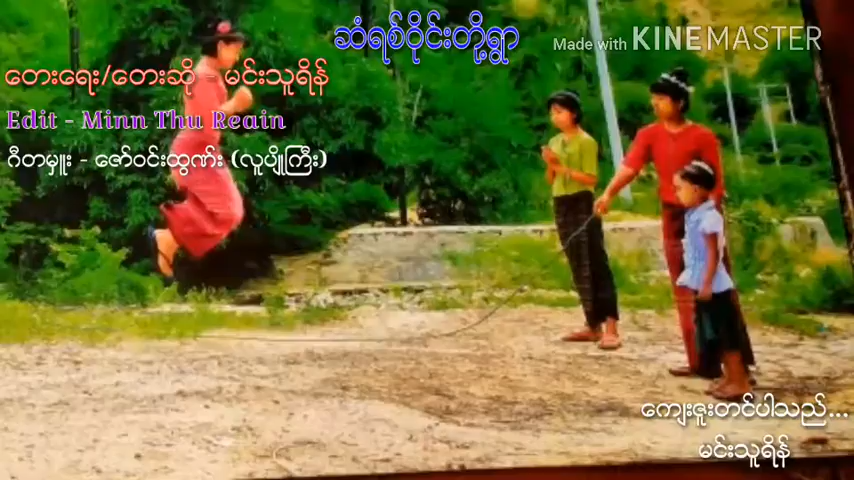 ဆံရစ်ဝိုင်းတို့ရွာ
Made with KINEMASTER
တေးရေး/တေးဆို - မင်းသူရိန်
Edit - Minn Thu Reain
ဂီတမှူး - ဇော်ဝင်းထွဏ်း (လူပျိုကြီး)
ကျေးဇူးတင်ပါသည်...
မင်းသူရိန်